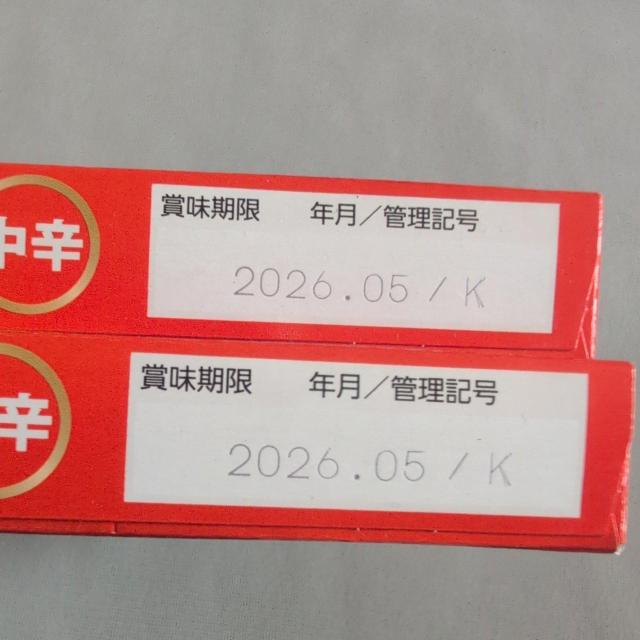 中辛
賞味期限 年月／管理記号
2026.05 / K
辛
賞味期限 年月／管理記号
2026.05 / K